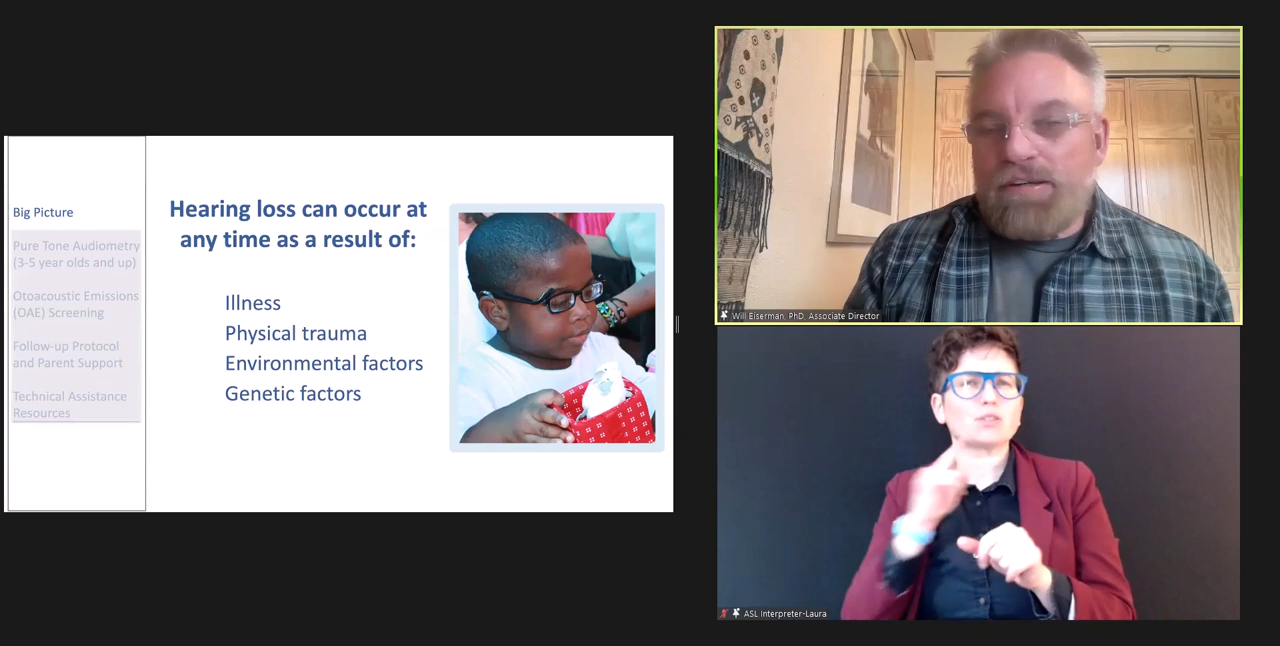 Big Picture
Pure Tone Audiometry
(3-5 year olds and up)
Otoacoustic Emissions
(OAE) Screening
Follow-up Protocol
and Parent Support
Technical Assistance
Resources
Hearing loss can occur at
any time as a result of:
Illness
Physical trauma
Environmental factors
Genetic factors
Will Eiserman, PhD, Associate Director
ASL Interpreter-Laura